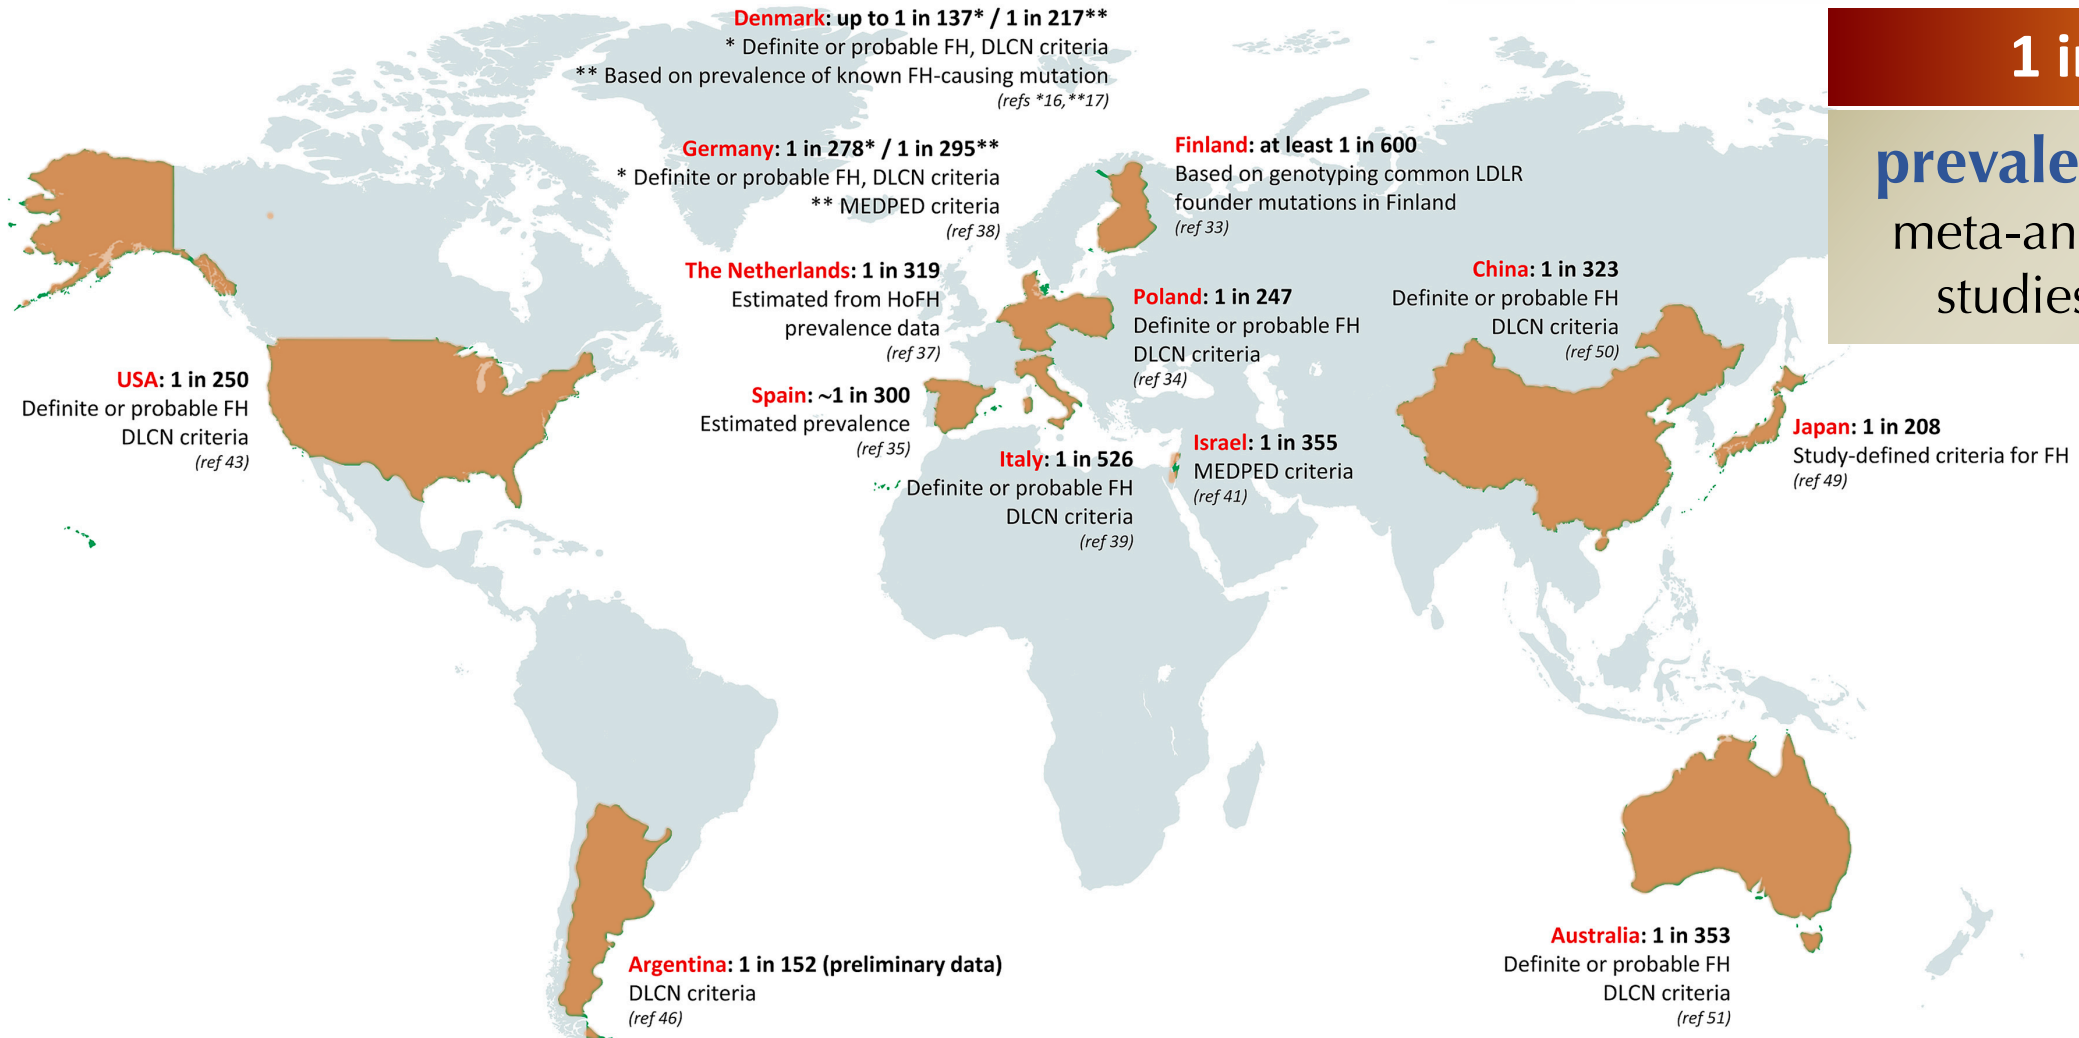 Denmark: up to 1 in 137* / 1 in 217**
* Definite or probable FH, DLCN criteria
** Based on prevalence of known FH-causing mutation
(refs *16,**17)
Germany: 1 in 278* / 1 in 295**
* Definite or probable FH, DLCN criteria
** MEDPED criteria
(ref 38)
Finland: at least 1 in 600
Based on genotyping common LDLR
founder mutations in Finland
(ref 33)
The Netherlands: 1 in 319
Estimated from HoFH
prevalence data
(ref 37)
Poland: 1 in 247
Definite or probable FH
DLCN criteria
(ref 34)
China: 1 in 323
Definite or probable FH
DLCN criteria
(ref 50)
USA: 1 in 250
Definite or probable FH
DLCN criteria
(ref 43)
Spain: ~1 in 300
Estimated prevalence
(ref 35)
Italy: 1 in 526
Definite or probable FH
DLCN criteria
(ref 39)
Israel: 1 in 355
MEDPED criteria
(ref 41)
Japan: 1 in 208
Study-defined criteria for FH
(ref 49)
Argentina: 1 in 152 (preliminary data)
DLCN criteria
(ref 46)
Australia: 1 in 353
Definite or probable FH
DLCN criteria
(ref 51)
1 in
prevale
meta-an
studies